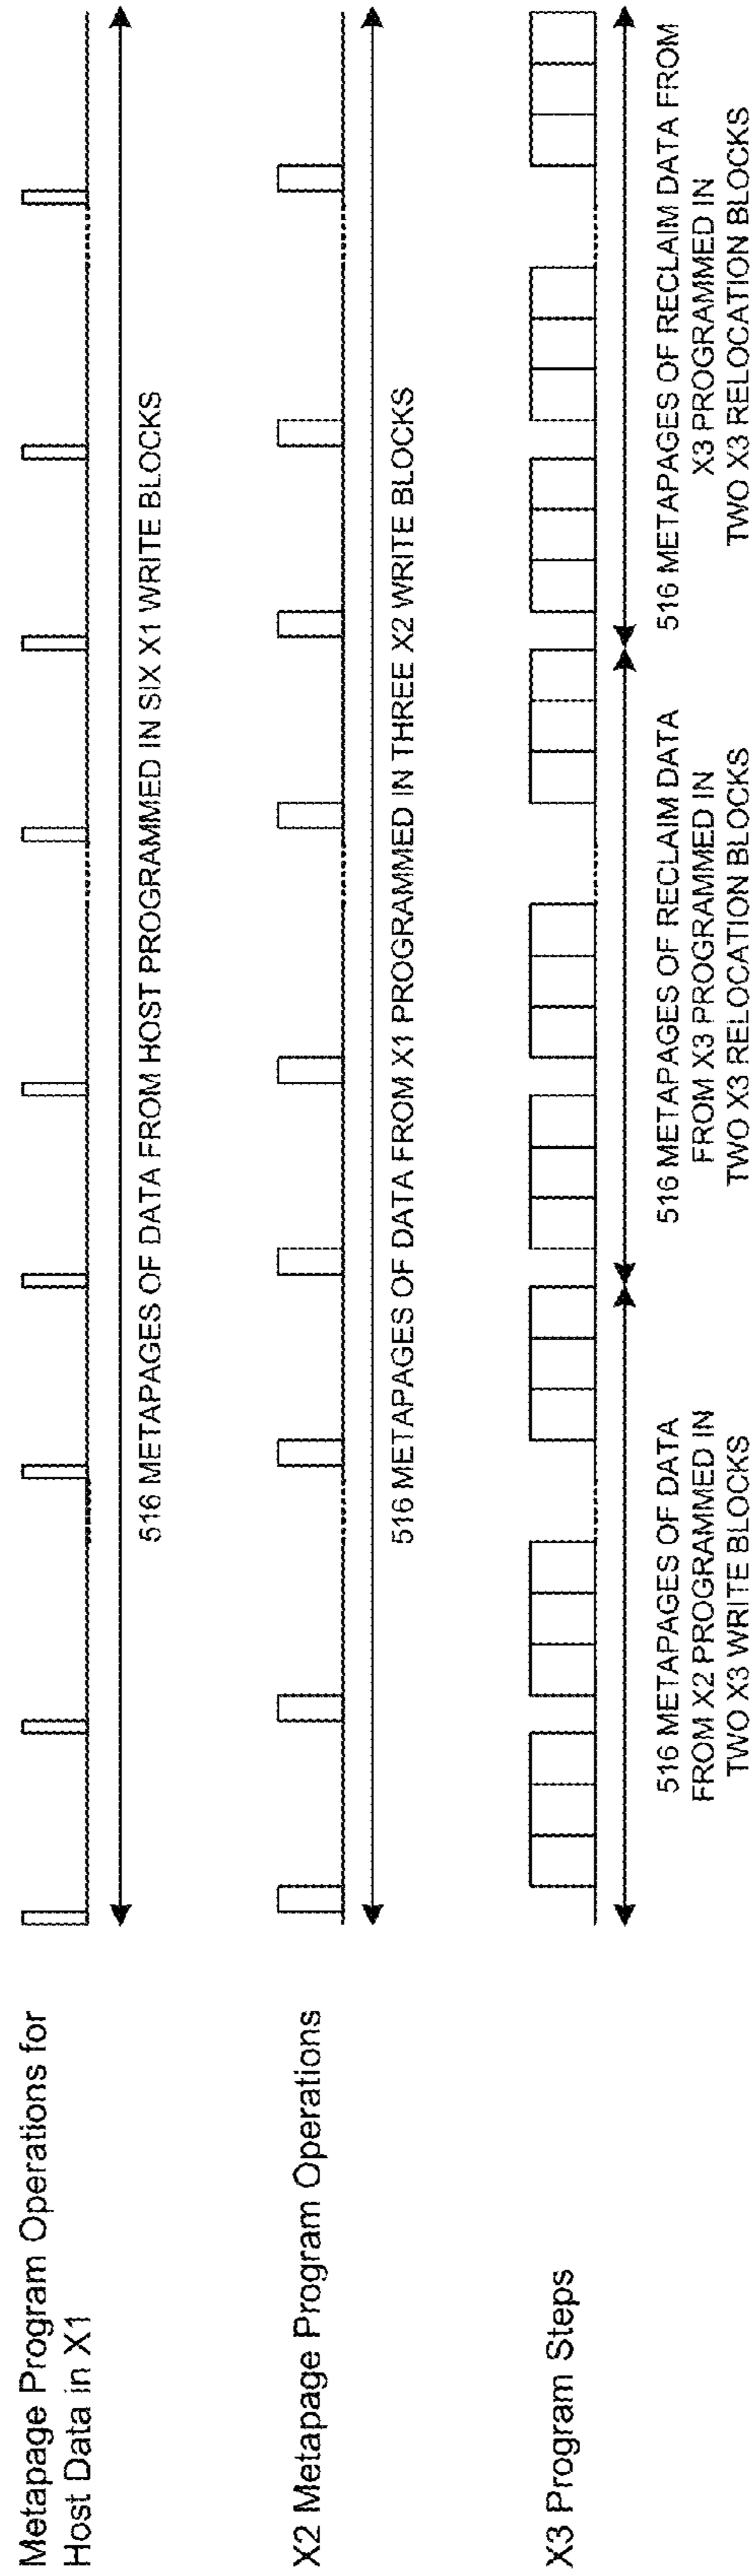 Metapage Program Operations for
Host Data in X1
516 METAPAGES OF DATA FROM HOST PROGRAMMED IN SIX X1 WRITE BLOCKS
X2 Metapage Program Operations
516 METAPAGES OF DATA FROM X1 PROGRAMMED IN THREE X2 WRITE BLOCKS
X3 Program Steps
516 METAPAGES OF DATA
FROM X2 PROGRAMMED IN
TWO X3 WRITE BLOCKS
516 METAPAGES OF RECLAIM DATA
FROM X3 PROGRAMMED IN
TWO X3 RELOCATION BLOCKS
516 METAPAGES OF RECLAIM DATA FROM
X3 PROGRAMMED IN
TWO X3 RELOCATION BLOCKS